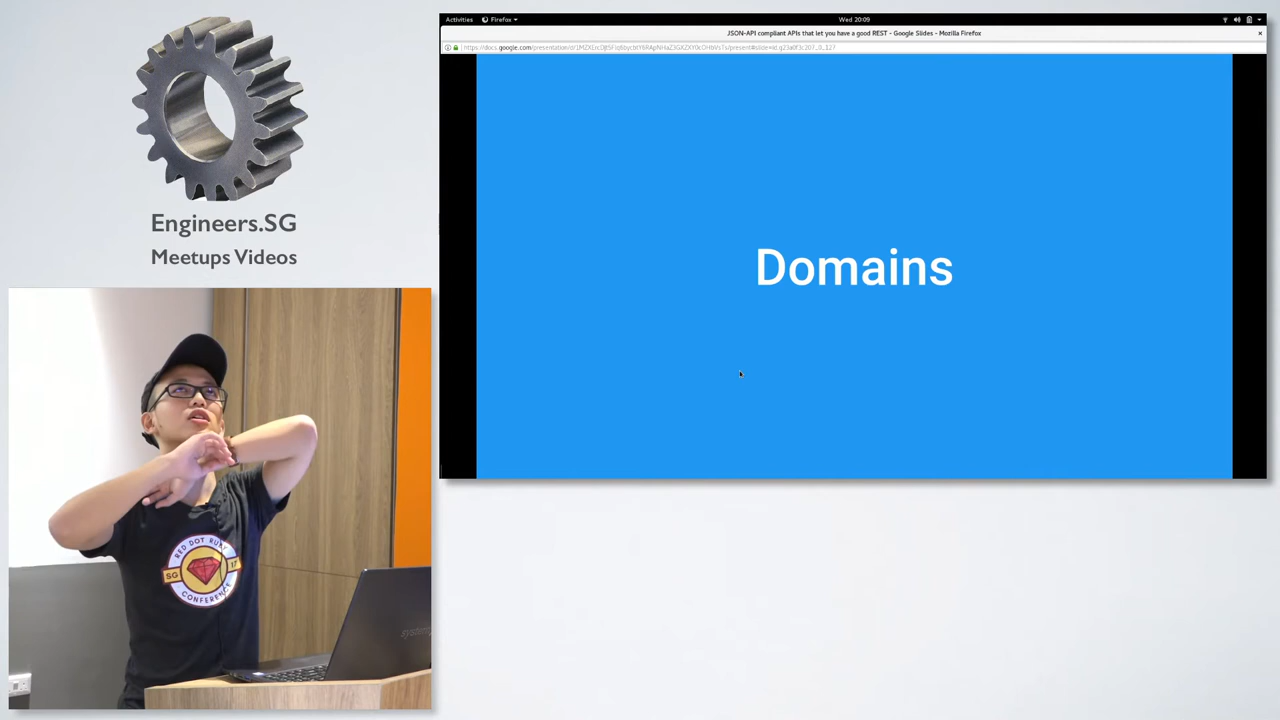 Engineers.SG
Meetups Videos
Activities
Firefox
Wed 20:09
JSON-API compliant APIs that let you have a good REST - Google Slides - Mozilla Firefox
Domains
RED DOT RUBY
SG 17
CONFERENCE